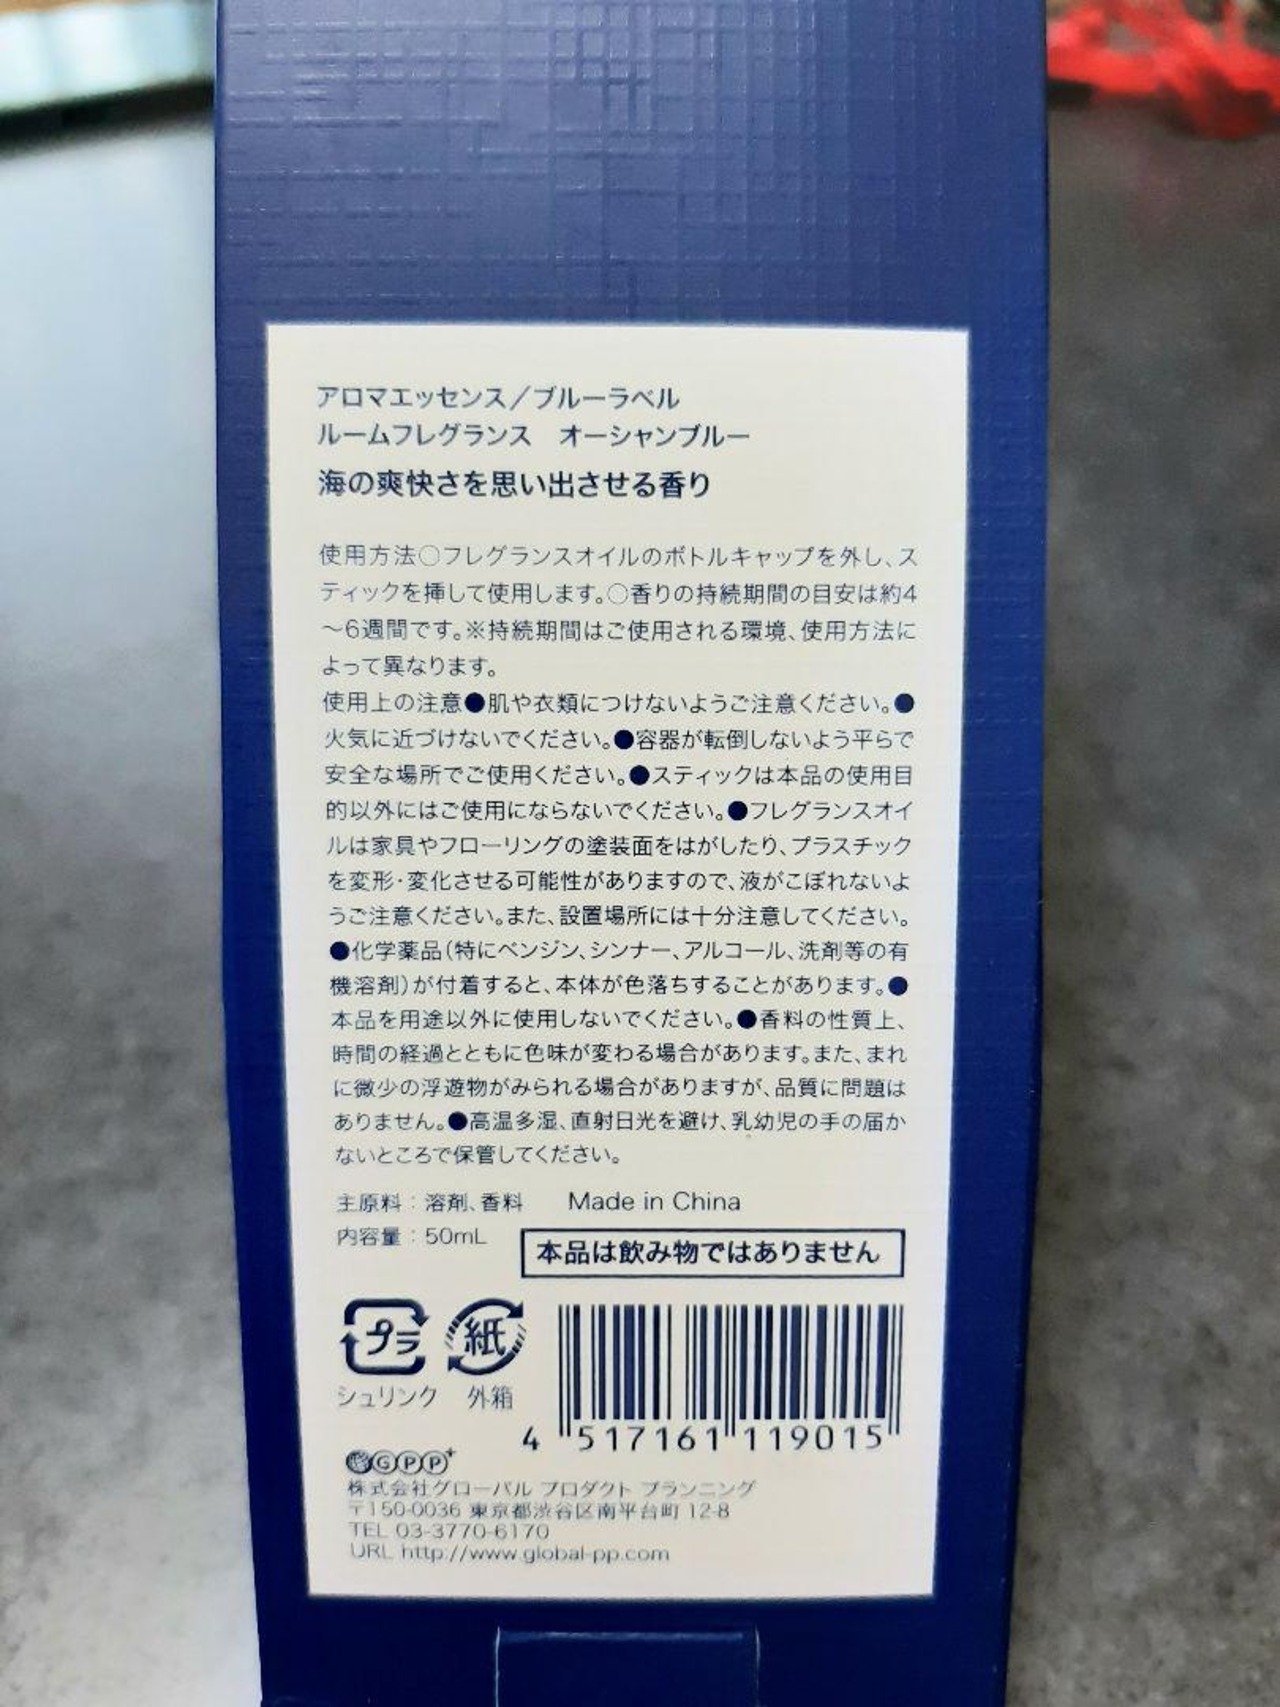 アロマエッセンス／ブルーラベル
ルームフレグランス　オーシャンブルー
海の爽快さを思い出させる香り
使用方法○フレグランスオイルのボトルキャップを外し、ス
ティックを挿して使用します。○香りの持続期間の目安は約4
～6週間です。※持続期間はご使用される環境、使用方法に
よって異なります。
使用上の注意●肌や衣類につけないようご注意ください。●
火気に近づけないでください。●容器が転倒しないよう平らで
安全な場所でご使用ください。●スティックは本品の使用目
的以外にはご使用にならないでください。●フレグランスオイ
ルは家具やフローリングの塗装面をはがしたり、プラスチック
を変形・変化させる可能性がありますので、液がこぼれないよ
うご注意ください。また、設置場所には十分注意してください。
●化学薬品（特にベンジン、シンナー、アルコール、洗剤等の有
機溶剤）が付着すると、本体が色落ちすることがあります。●
本品を用途以外に使用しないでください。●香料の性質上、
時間の経過とともに色味が変わる場合があります。また、まれ
に微少の浮遊物がみられる場合がありますが、品質に問題は
ありません。●高温多湿、直射日光を避け、乳幼児の手の届か
ないところで保管してください。
主原料：溶剤、香料　Made in China
内容量：50mL
本品は飲み物ではありません
プラ 紙
シュリンク 外箱
4 517161 119015
GPP+
株式会社グローバル プロダクト プランニング
〒150-0036 東京都渋谷区南平台町 12-8
TEL 03-3770-6170
URL http://www.global-pp.com